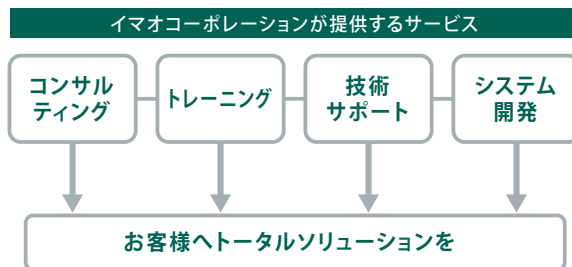 イマオコーポレーションが提供するサービス
コンサル
ティング
トレーニング
技術
サポート
システム
開発
お客様へトータルソリューションを